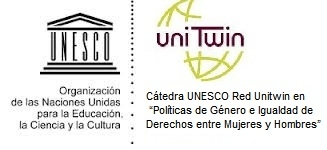 UNESCO
Organización
de las Naciones Unidas
para la Educación,
la Ciencia y la Cultura
uniTwin
Cátedra UNESCO Red Unitwin en
“Políticas de Género e Igualdad de
Derechos entre Mujeres y Hombres”